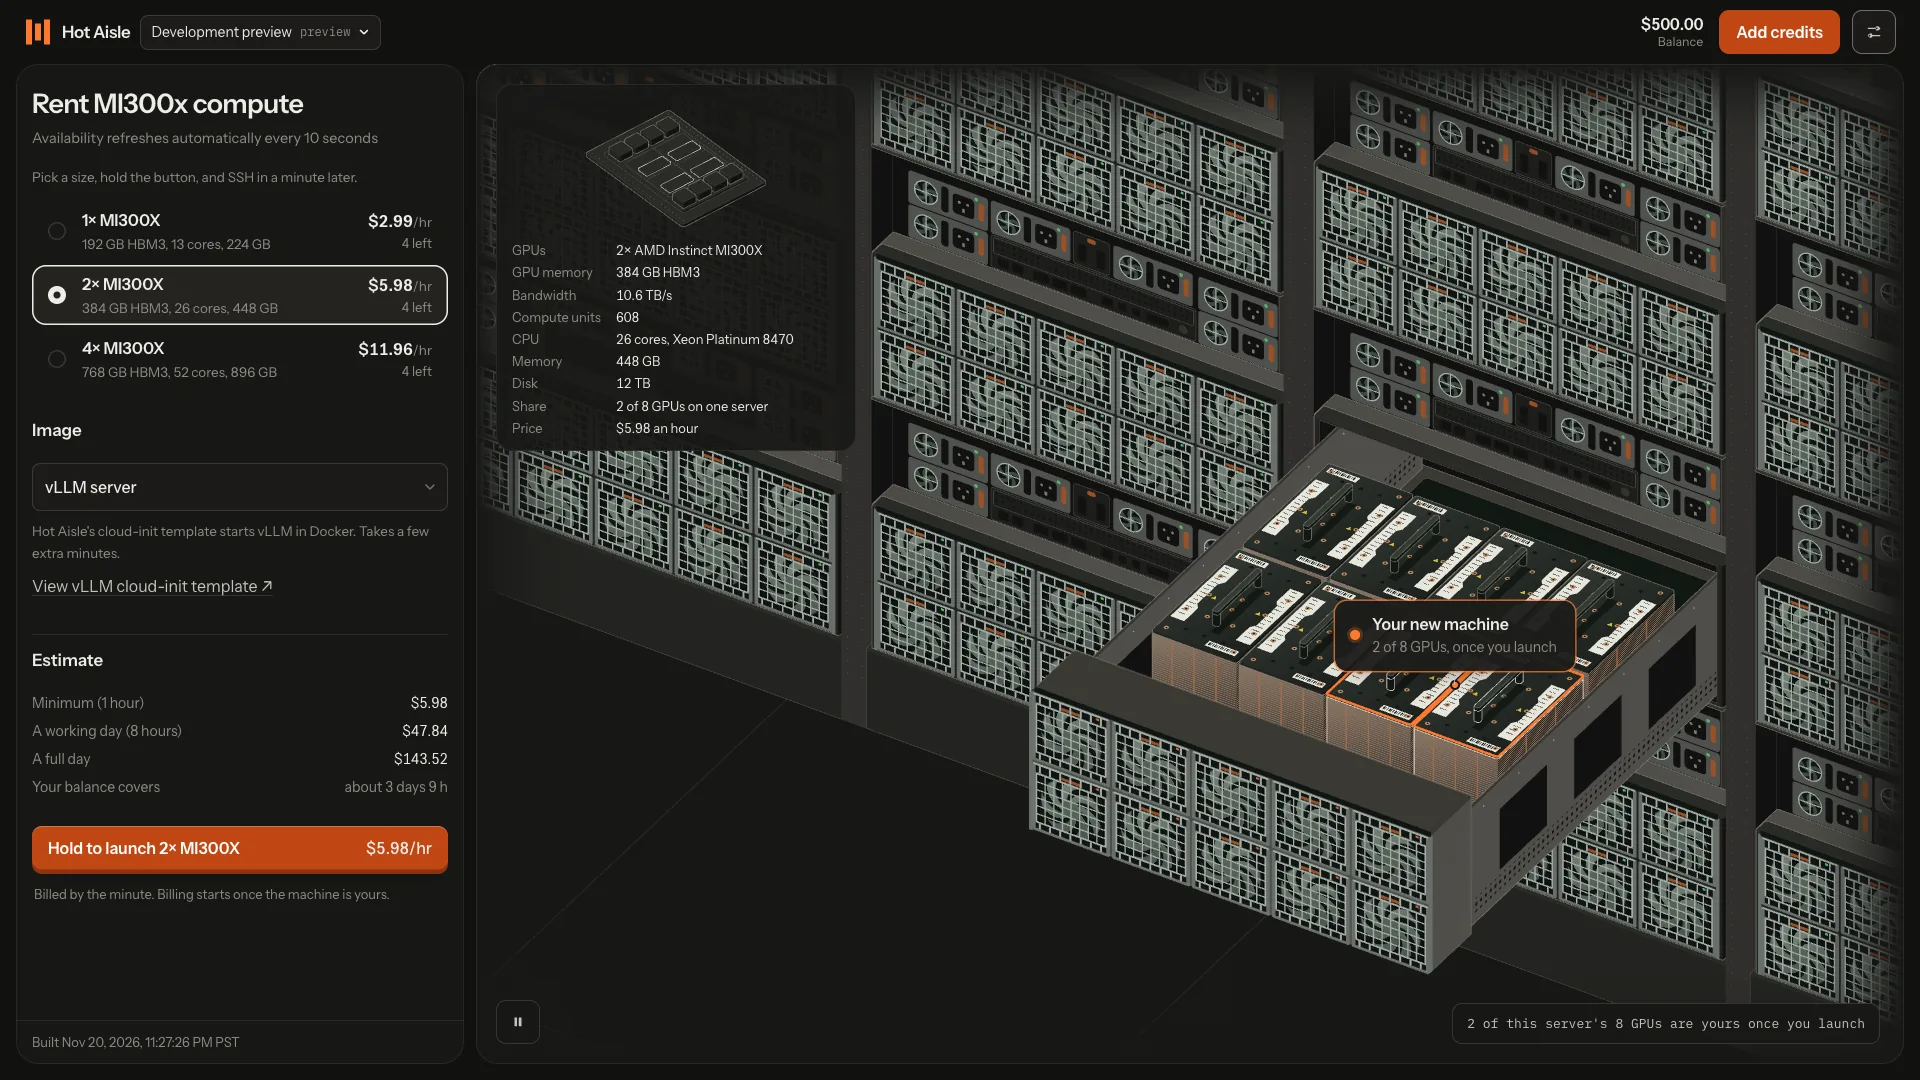 Hot Aisle
Development preview preview
$500.00
Balance
Add credits
Rent MI300x compute
Availability refreshes automatically every 10 seconds
Pick a size, hold the button, and SSH in a minute later.
1× MI300X $2.99/hr
192 GB HBM3, 13 cores, 224 GB 4 left
2× MI300X $5.98/hr
384 GB HBM3, 26 cores, 448 GB 4 left
4× MI300X $11.96/hr
768 GB HBM3, 52 cores, 896 GB 4 left
Image
vLLM server
Hot Aisle's cloud-init template starts vLLM in Docker. Takes a few
extra minutes.
View vLLM cloud-init template ↗
Estimate
Minimum (1 hour) $5.98
A working day (8 hours) $47.84
A full day $143.52
Your balance covers about 3 days 9 h
Hold to launch 2× MI300X $5.98/hr
Billed by the minute. Billing starts once the machine is yours.
Built Nov 20, 2026, 11:27:26 PM PST
GPUs 2× AMD Instinct MI300X
GPU memory 384 GB HBM3
Bandwidth 10.6 TB/s
Compute units 608
CPU 26 cores, Xeon Platinum 8470
Memory 448 GB
Disk 12 TB
Share 2 of 8 GPUs on one server
Price $5.98 an hour
Your new machine
2 of 8 GPUs, once you launch
2 of this server's 8 GPUs are yours once you launch